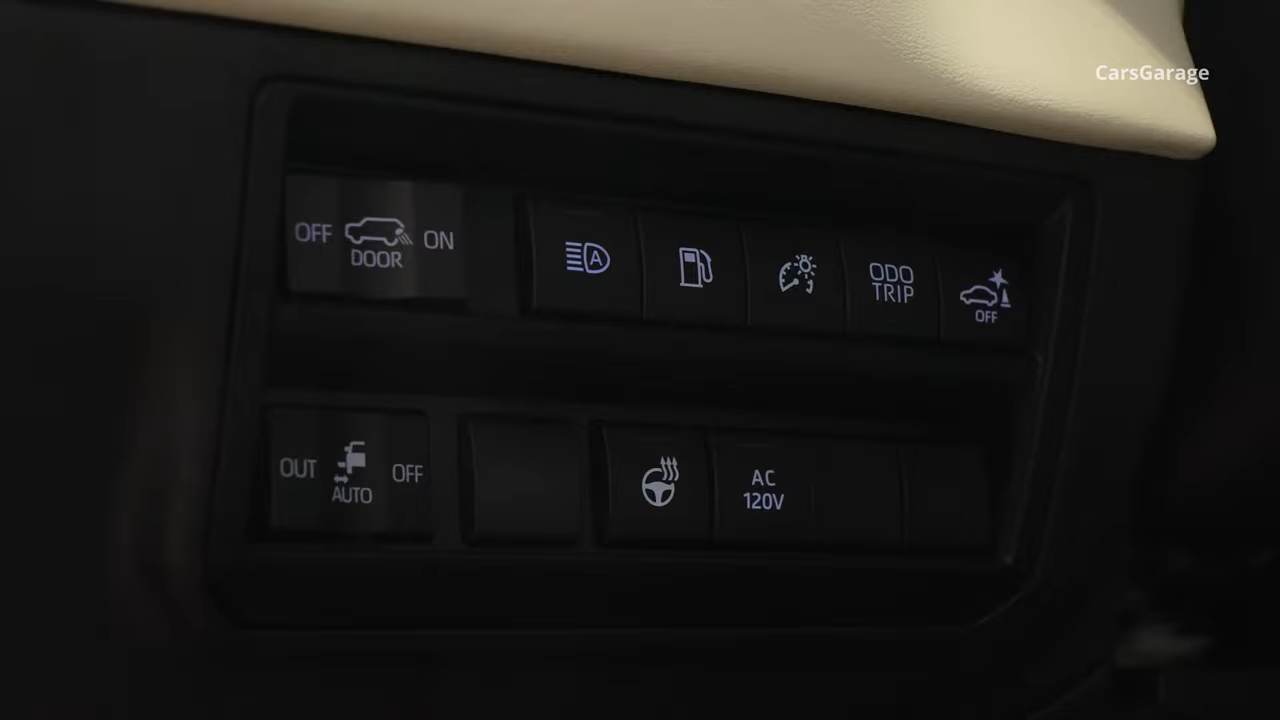 CarsGarage
OFF DOOR ON
A
ODO
TRIP
OFF
OUT AUTO OFF
AC
120V